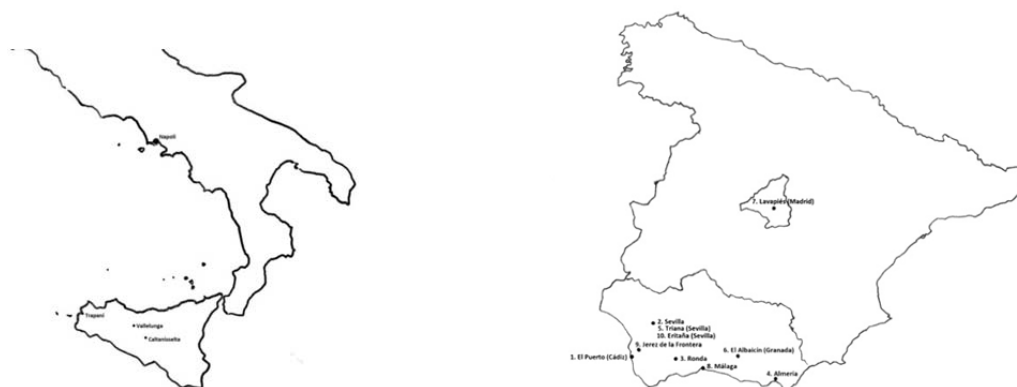 Napoli
Trapani
Vallelunga
Caltanissetta
7. Lavapiés (Madrid)
2. Sevilla
5. Triana (Sevilla)
10. Eritaña (Sevilla)
9. Jerez de la Frontera
1. El Puerto (Cádiz)
3. Ronda
6. El Albaicín (Granada)
8. Málaga
4. Almería